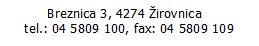 Breznica 3, 4274 Žirovnica
tel.: 04 5809 100, fax: 04 5809 109